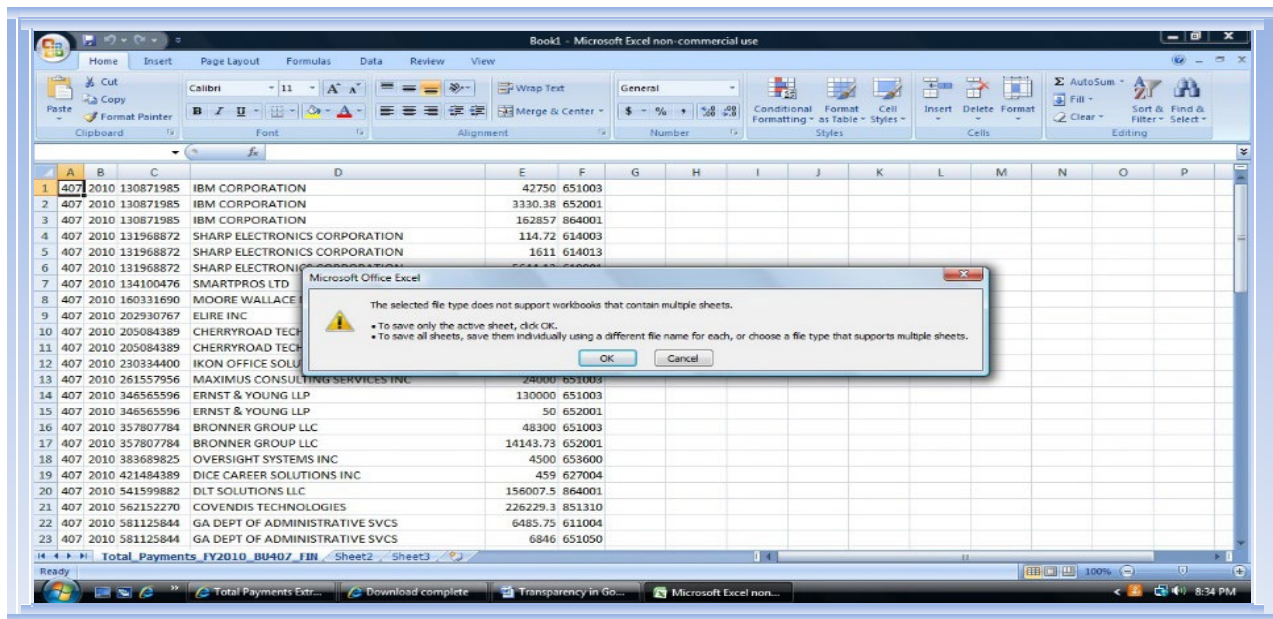 Book1 - Microsoft Excel non-commercial use
Home Insert Page Layout Formulas Data Review View
Cut
Copy
Format Painter
Paste
Clipboard
Calibri 11 A A
B I U A
Font
Wrap Text
Merge & Center
Alignment
General
$ % , .0 .00 .00 .0
Number
Conditional Formatting Format as Table Cell Styles
Styles
Insert Delete Format
Cells
Σ AutoSum
Fill
Clear
Sort & Filter Find & Select
Editing
fx
A B C D E F G H I J K L M N O P
1 407 2010 130871985 IBM CORPORATION 42750 651003
2 407 2010 130871985 IBM CORPORATION 3330.38 652001
3 407 2010 130871985 IBM CORPORATION 162857 864001
4 407 2010 131968872 SHARP ELECTRONICS CORPORATION 114.72 614003
5 407 2010 131968872 SHARP ELECTRONICS CORPORATION 1611 614013
6 407 2010 131968872 SHARP ELECTRONICS CORPORATION
7 407 2010 134100476 SMARTPROS LTD
8 407 2010 160331690 MOORE WALLACE
9 407 2010 202930767 ELIRE INC
10 407 2010 205084389 CHERRYROAD TECH
11 407 2010 205084389 CHERRYROAD TECH
12 407 2010 230334400 IKON OFFICE SOLU
13 407 2010 261557956 MAXIMUS CONSULTING SERVICES INC 24000 651003
14 407 2010 346565596 ERNST & YOUNG LLP 130000 651003
15 407 2010 346565596 ERNST & YOUNG LLP 50 652001
16 407 2010 357807784 BRONNER GROUP LLC 48300 651003
17 407 2010 357807784 BRONNER GROUP LLC 14143.73 652001
18 407 2010 383689825 OVERSIGHT SYSTEMS INC 4500 653600
19 407 2010 421484389 DICE CAREER SOLUTIONS INC 459 627004
20 407 2010 541599882 DLT SOLUTIONS LLC 156007.5 864001
21 407 2010 562152270 COVENDIS TECHNOLOGIES 226229.3 851310
22 407 2010 581125844 GA DEPT OF ADMINISTRATIVE SVCS 6485.75 611004
23 407 2010 581125844 GA DEPT OF ADMINISTRATIVE SVCS 6846 651050
Microsoft Office Excel
The selected file type does not support workbooks that contain multiple sheets.
• To save only the active sheet, click OK.
• To save all sheets, save them individually using a different file name for each, or choose a file type that supports multiple sheets.
OK Cancel
Total_Payments_FY2010_BU407_FIN Sheet2 Sheet3
Ready 100%
Total Payments Extr... Download complete Transparency in Go... Microsoft Excel non... 8:34 PM